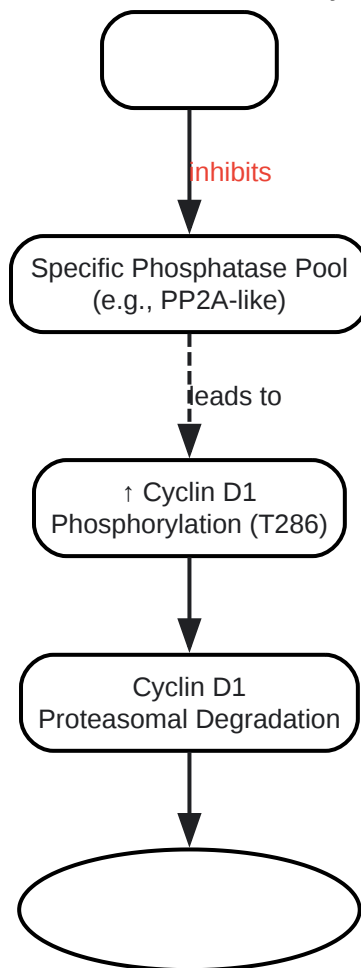 inhibits
Specific Phosphatase Pool
(e.g., PP2A-like)
leads to
↑ Cyclin D1
Phosphorylation (T286)
Cyclin D1
Proteasomal Degradation